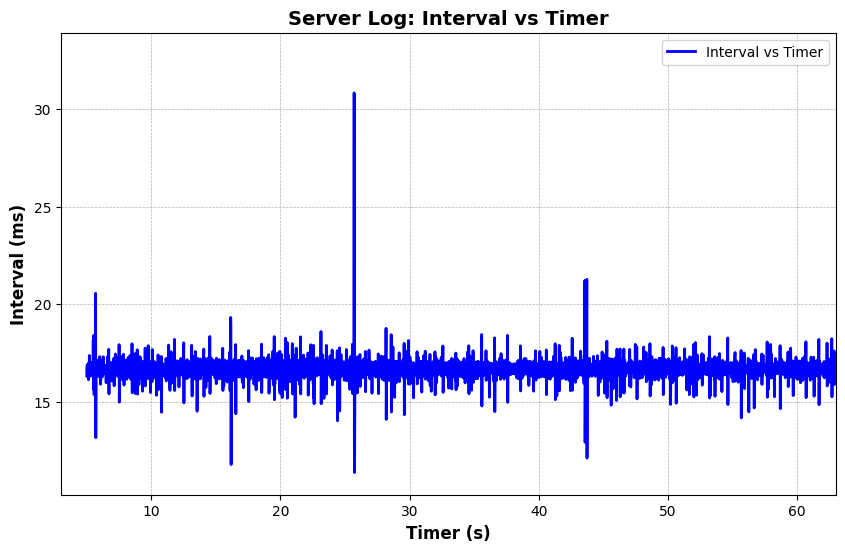 Server Log: Interval vs Timer
Interval vs Timer
30
25
20
15
Interval (ms)
10 20 30 40 50 60
Timer (s)